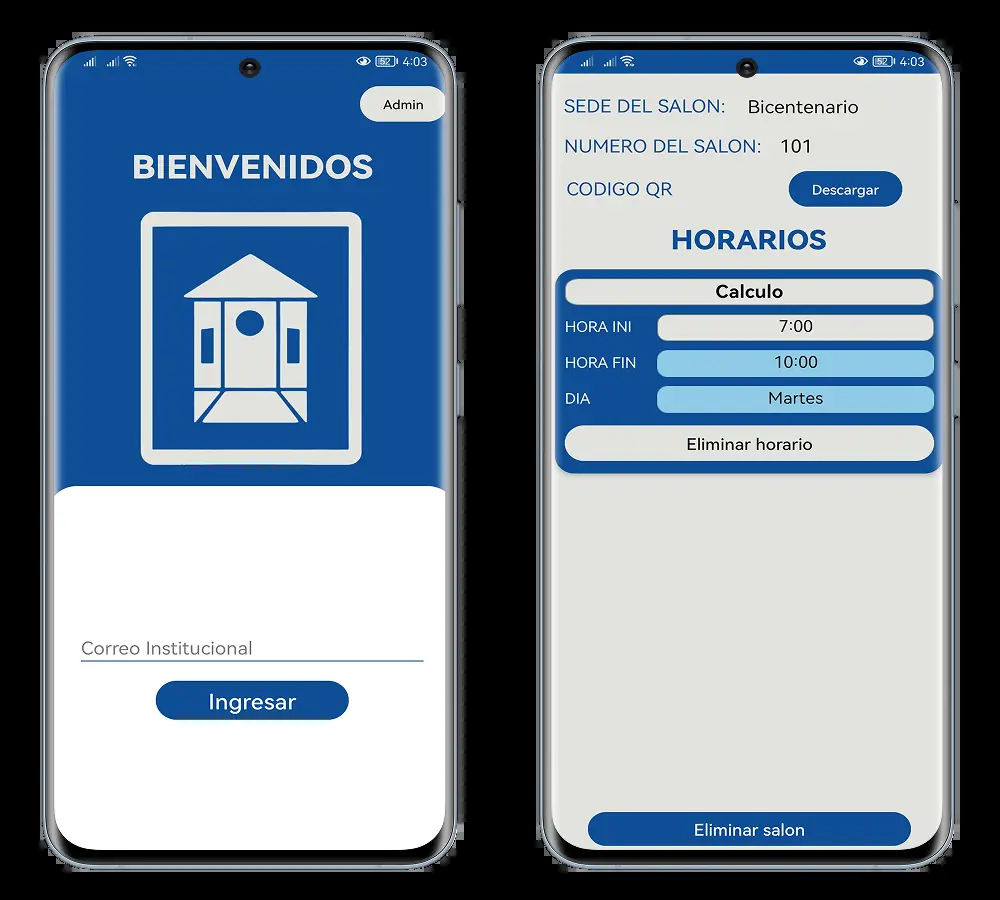 52 4:03
Admin
BIENVENIDOS
Correo Institucional
Ingresar
52 4:03
SEDE DEL SALON: Bicentenario
NUMERO DEL SALON: 101
CODIGO QR Descargar
HORARIOS
Calculo
HORA INI 7:00
HORA FIN 10:00
DIA Martes
Eliminar horario
Eliminar salon